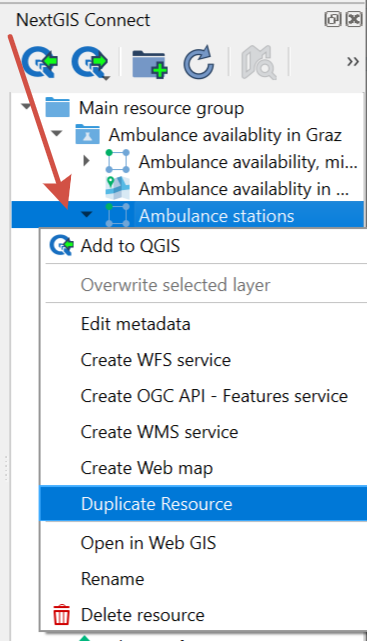 NextGIS Connect
Main resource group
Ambulance availablity in Graz
Ambulance availability, mi...
Ambulance availablity in ...
Ambulance stations
Add to QGIS
Overwrite selected layer
Edit metadata
Create WFS service
Create OGC API - Features service
Create WMS service
Create Web map
Duplicate Resource
Open in Web GIS
Rename
Delete resource